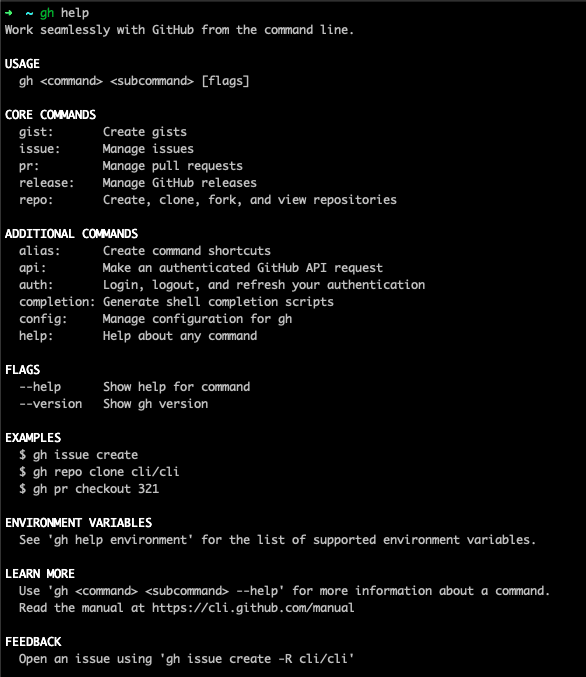 ➜  ~ gh help
Work seamlessly with GitHub from the command line.

USAGE
  gh <command> <subcommand> [flags]

CORE COMMANDS
  gist:       Create gists
  issue:      Manage issues
  pr:         Manage pull requests
  release:    Manage GitHub releases
  repo:       Create, clone, fork, and view repositories

ADDITIONAL COMMANDS
  alias:      Create command shortcuts
  api:        Make an authenticated GitHub API request
  auth:       Login, logout, and refresh your authentication
  completion: Generate shell completion scripts
  config:     Manage configuration for gh
  help:       Help about any command

FLAGS
  --help      Show help for command
  --version   Show gh version

EXAMPLES
  $ gh issue create
  $ gh repo clone cli/cli
  $ gh pr checkout 321

ENVIRONMENT VARIABLES
  See 'gh help environment' for the list of supported environment variables.

LEARN MORE
  Use 'gh <command> <subcommand> --help' for more information about a command.
  Read the manual at https://cli.github.com/manual

FEEDBACK
  Open an issue using 'gh issue create -R cli/cli'